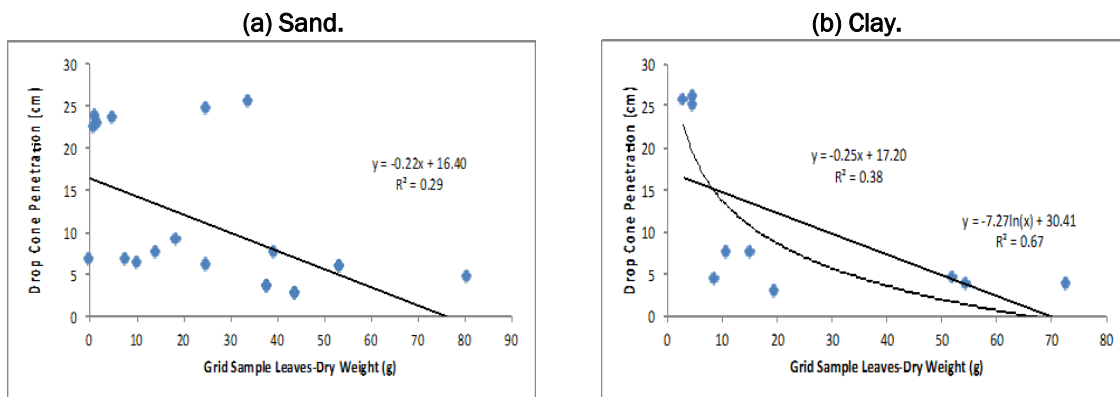 (a) Sand.
Drop Cone Penetration (cm)
30
25
20
15
10
5
0
y = -0.22x + 16.40
R² = 0.29
0 10 20 30 40 50 60 70 80 90
Grid Sample Leaves-Dry Weight (g)
(b) Clay.
Drop Cone Penetration (cm)
30
25
20
15
10
5
0
y = -0.25x + 17.20
R² = 0.38
y = -7.27ln(x) + 30.41
R² = 0.67
0 10 20 30 40 50 60 70 80
Grid Sample Leaves-Dry Weight (g)